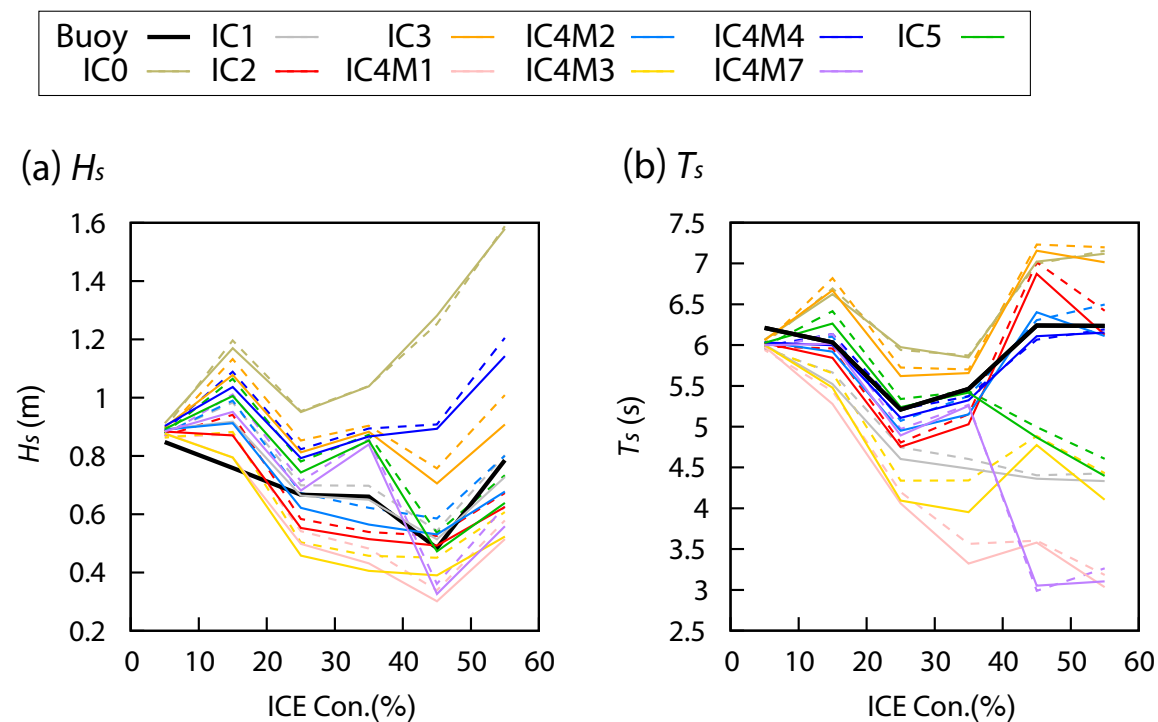 Buoy IC1 IC3 IC4M2 IC4M4 IC5
IC0 IC2 IC4M1 IC4M3 IC4M7
(a) Hs
(b) Ts
1.6
1.4
1.2
1
0.8
0.6
0.4
0.2
Hs (m)
0 10 20 30 40 50 60
ICE Con.(%)
7.5
7
6.5
6
5.5
5
4.5
4
3.5
3
2.5
Ts (s)
0 10 20 30 40 50 60
ICE Con.(%)